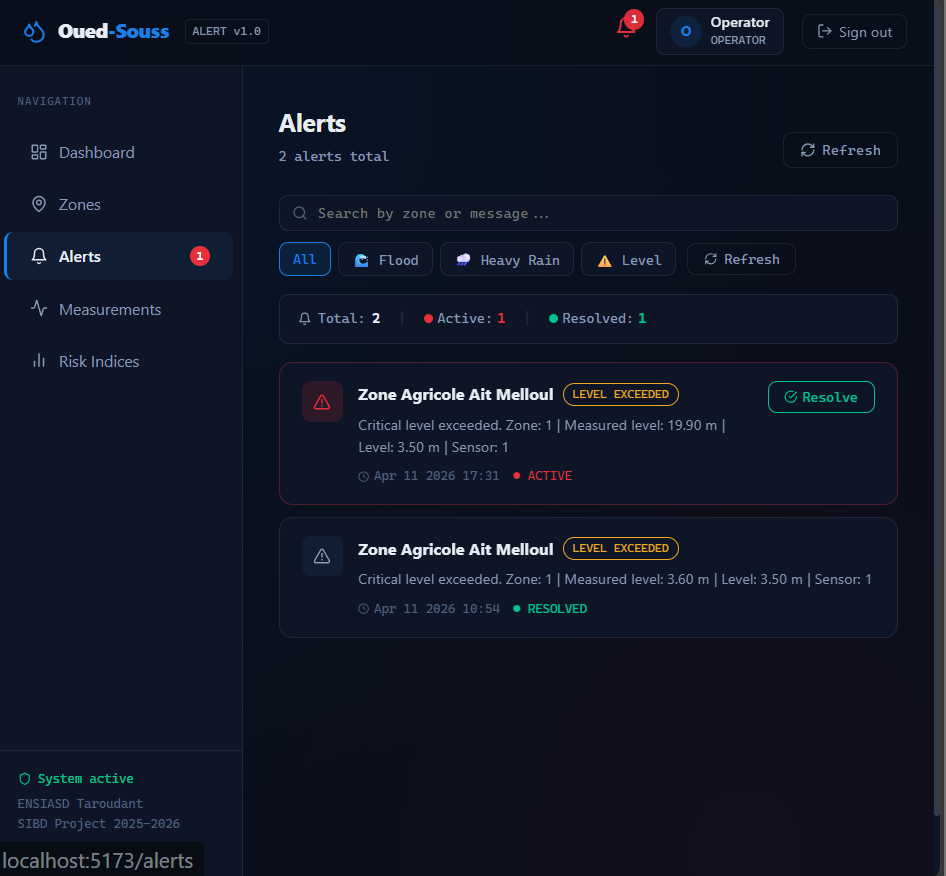 Oued-Souss ALERT v1.0
1
O
Operator
OPERATOR
Sign out
NAVIGATION
Dashboard
Zones
Alerts 1
Measurements
Risk Indices
System active
ENSIASD Taroudant
SIBD Project 2025–2026
localhost:5173/alerts
Alerts
2 alerts total
Refresh
Search by zone or message...
All Flood Heavy Rain Level Refresh
Total: 2 | Active: 1 | Resolved: 1
Zone Agricole Ait Melloul LEVEL EXCEEDED
Resolve
Critical level exceeded. Zone: 1 | Measured level: 19.90 m |
Level: 3.50 m | Sensor: 1
Apr 11 2026 17:31 ACTIVE
Zone Agricole Ait Melloul LEVEL EXCEEDED
Critical level exceeded. Zone: 1 | Measured level: 3.60 m | Level: 3.50 m | Sensor: 1
Apr 11 2026 10:54 RESOLVED